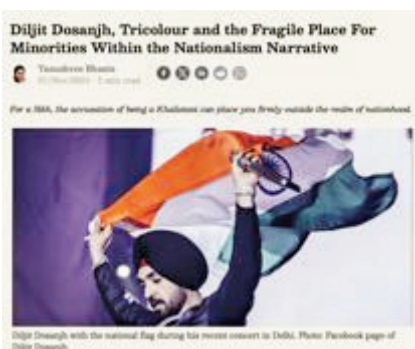 Diljit Dosanjh, Tricolour and the Fragile Place For
Minorities Within the Nationalism Narrative
For a Sikh, the accusation of being a Khalistani can place you firmly outside the realm of nationhood.
Diljit Dosanjh with the national flag during his recent concert in Delhi. Photo: Facebook page of
Diljit Dosanjh.